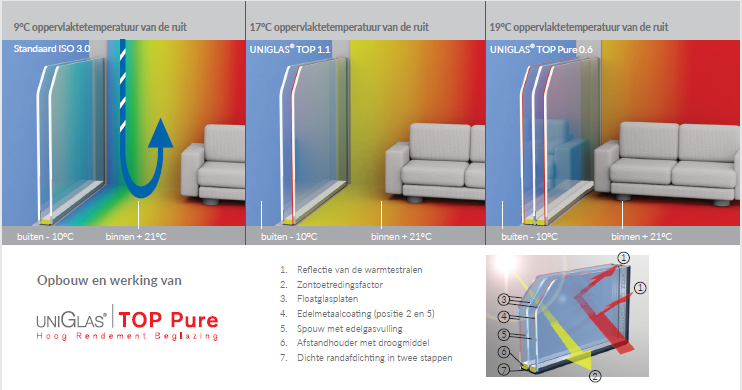 9°C oppervlaktetemperatuur van de ruit
Standaard ISO 3.0
buiten - 10°C
binnen + 21°C
17°C oppervlaktetemperatuur van de ruit
UNIGLAS® TOP 1.1
buiten - 10°C
binnen + 21°C
19°C oppervlaktetemperatuur van de ruit
UNIGLAS® TOP Pure 0.6
buiten - 10°C
binnen + 21°C
Opbouw en werking van
UNIGLAS® | TOP Pure
Hoog Rendement Beglazing
1. Reflectie van de warmtestralen
2. Zontoetredingsfactor
3. Floatglasplaten
4. Edelmetaalcoating (positie 2 en 5)
5. Spouw met edelgasvulling
6. Afstandhouder met droogmiddel
7. Dichte randafdichting in twee stappen
1
1
3
4
5
6
7
2